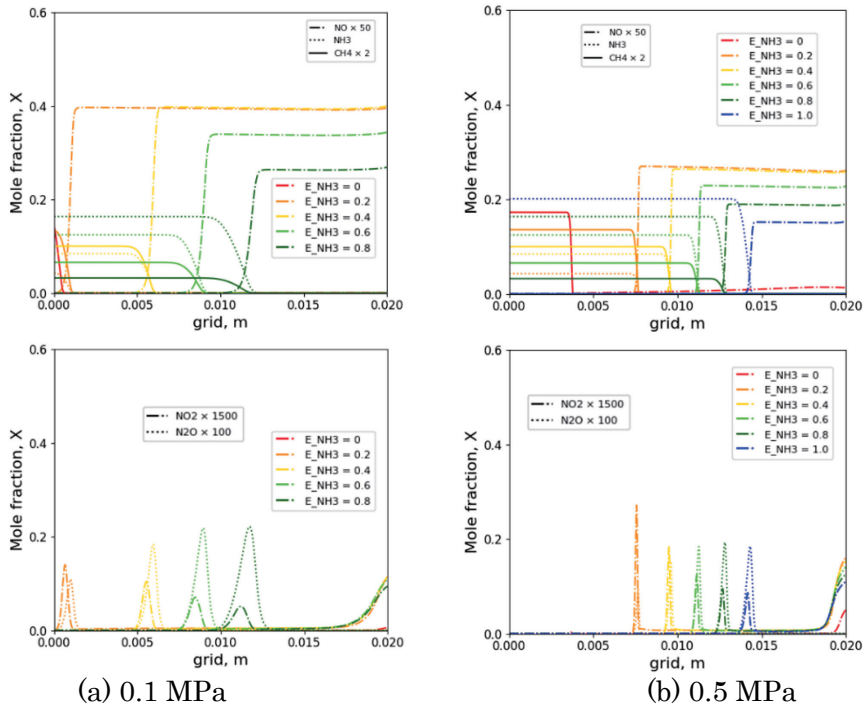 0.6
0.4
0.2
0.0
Mole fraction, X
NO × 50
NH3
CH4 × 2
E_NH3 = 0
E_NH3 = 0.2
E_NH3 = 0.4
E_NH3 = 0.6
E_NH3 = 0.8
0.000 0.005 0.010 0.015 0.020
grid, m
0.6
0.4
0.2
0.0
Mole fraction, X
NO × 50
NH3
CH4 × 2
E_NH3 = 0
E_NH3 = 0.2
E_NH3 = 0.4
E_NH3 = 0.6
E_NH3 = 0.8
E_NH3 = 1.0
0.000 0.005 0.010 0.015 0.020
grid, m
0.6
0.4
0.2
0.0
Mole fraction, X
NO2 × 1500
N2O × 100
E_NH3 = 0
E_NH3 = 0.2
E_NH3 = 0.4
E_NH3 = 0.6
E_NH3 = 0.8
0.000 0.005 0.010 0.015 0.020
grid, m
(a) 0.1 MPa
0.6
0.4
0.2
0.0
Mole fraction, X
NO2 × 1500
N2O × 100
E_NH3 = 0
E_NH3 = 0.2
E_NH3 = 0.4
E_NH3 = 0.6
E_NH3 = 0.8
E_NH3 = 1.0
0.000 0.005 0.010 0.015 0.020
grid, m
(b) 0.5 MPa